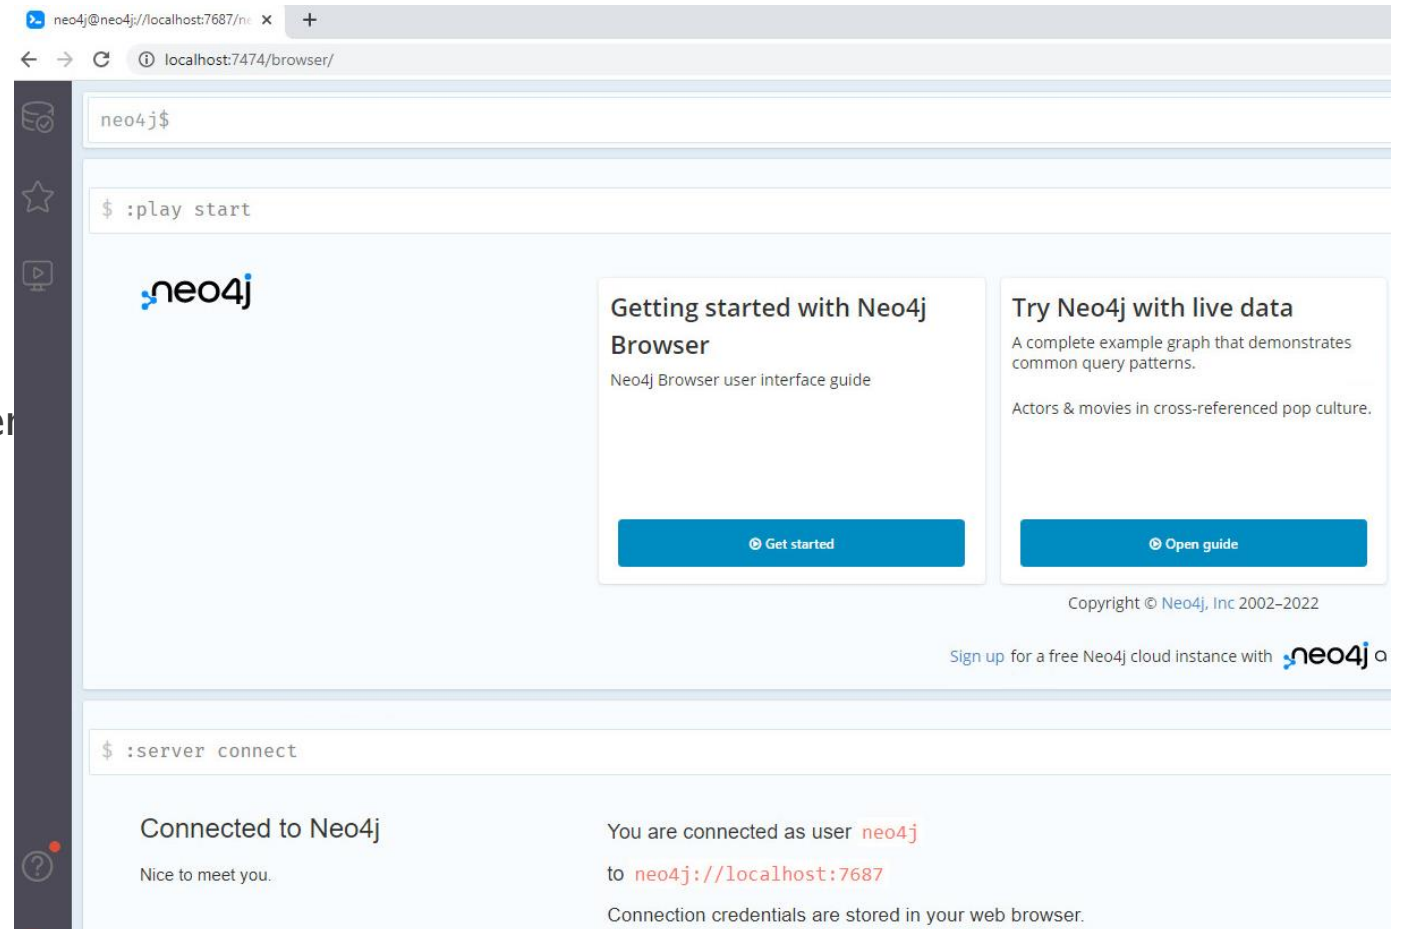 neo4j@neo4j://localhost:7687/ne
localhost:7474/browser/
neo4j$
$ :play start
neo4j
Getting started with Neo4j
Browser
Neo4j Browser user interface guide
Get started
Try Neo4j with live data
A complete example graph that demonstrates
common query patterns.
Actors & movies in cross-referenced pop culture.
Open guide
er
Copyright © Neo4j, Inc 2002–2022
Sign up for a free Neo4j cloud instance with neo4j a
$ :server connect
Connected to Neo4j
Nice to meet you.
You are connected as user neo4j
to neo4j://localhost:7687
Connection credentials are stored in your web browser.